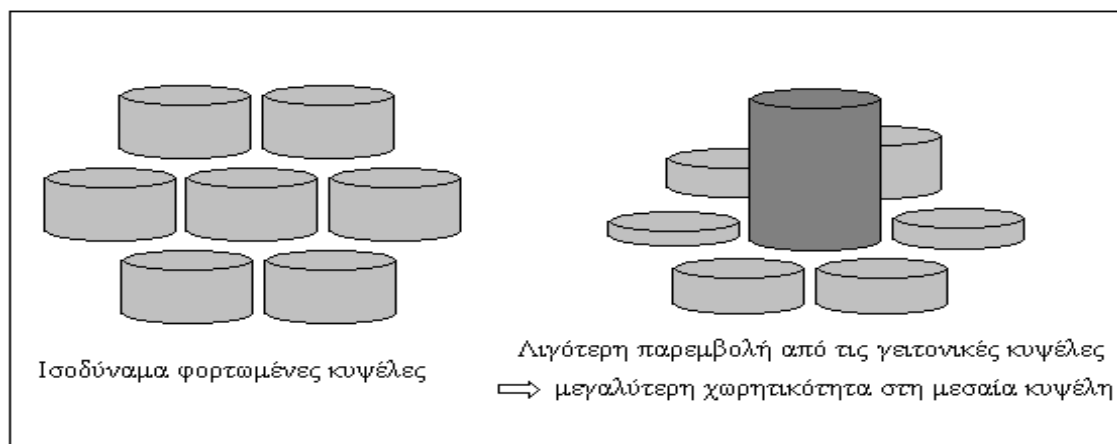 Ισοδύναμα φορτωμένες κυψέλες
Λιγότερη παρεμβολή από τις γειτονικές κυψέλες
⇨ μεγαλύτερη χωρητικότητα στη μεσαία κυψέλη